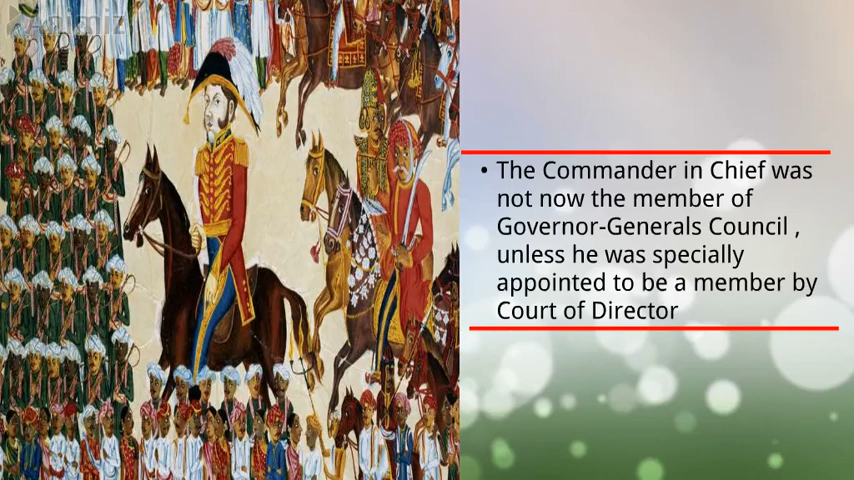 • The Commander in Chief was
not now the member of
Governor-Generals Council ,
unless he was specially
appointed to be a member by
Court of Director